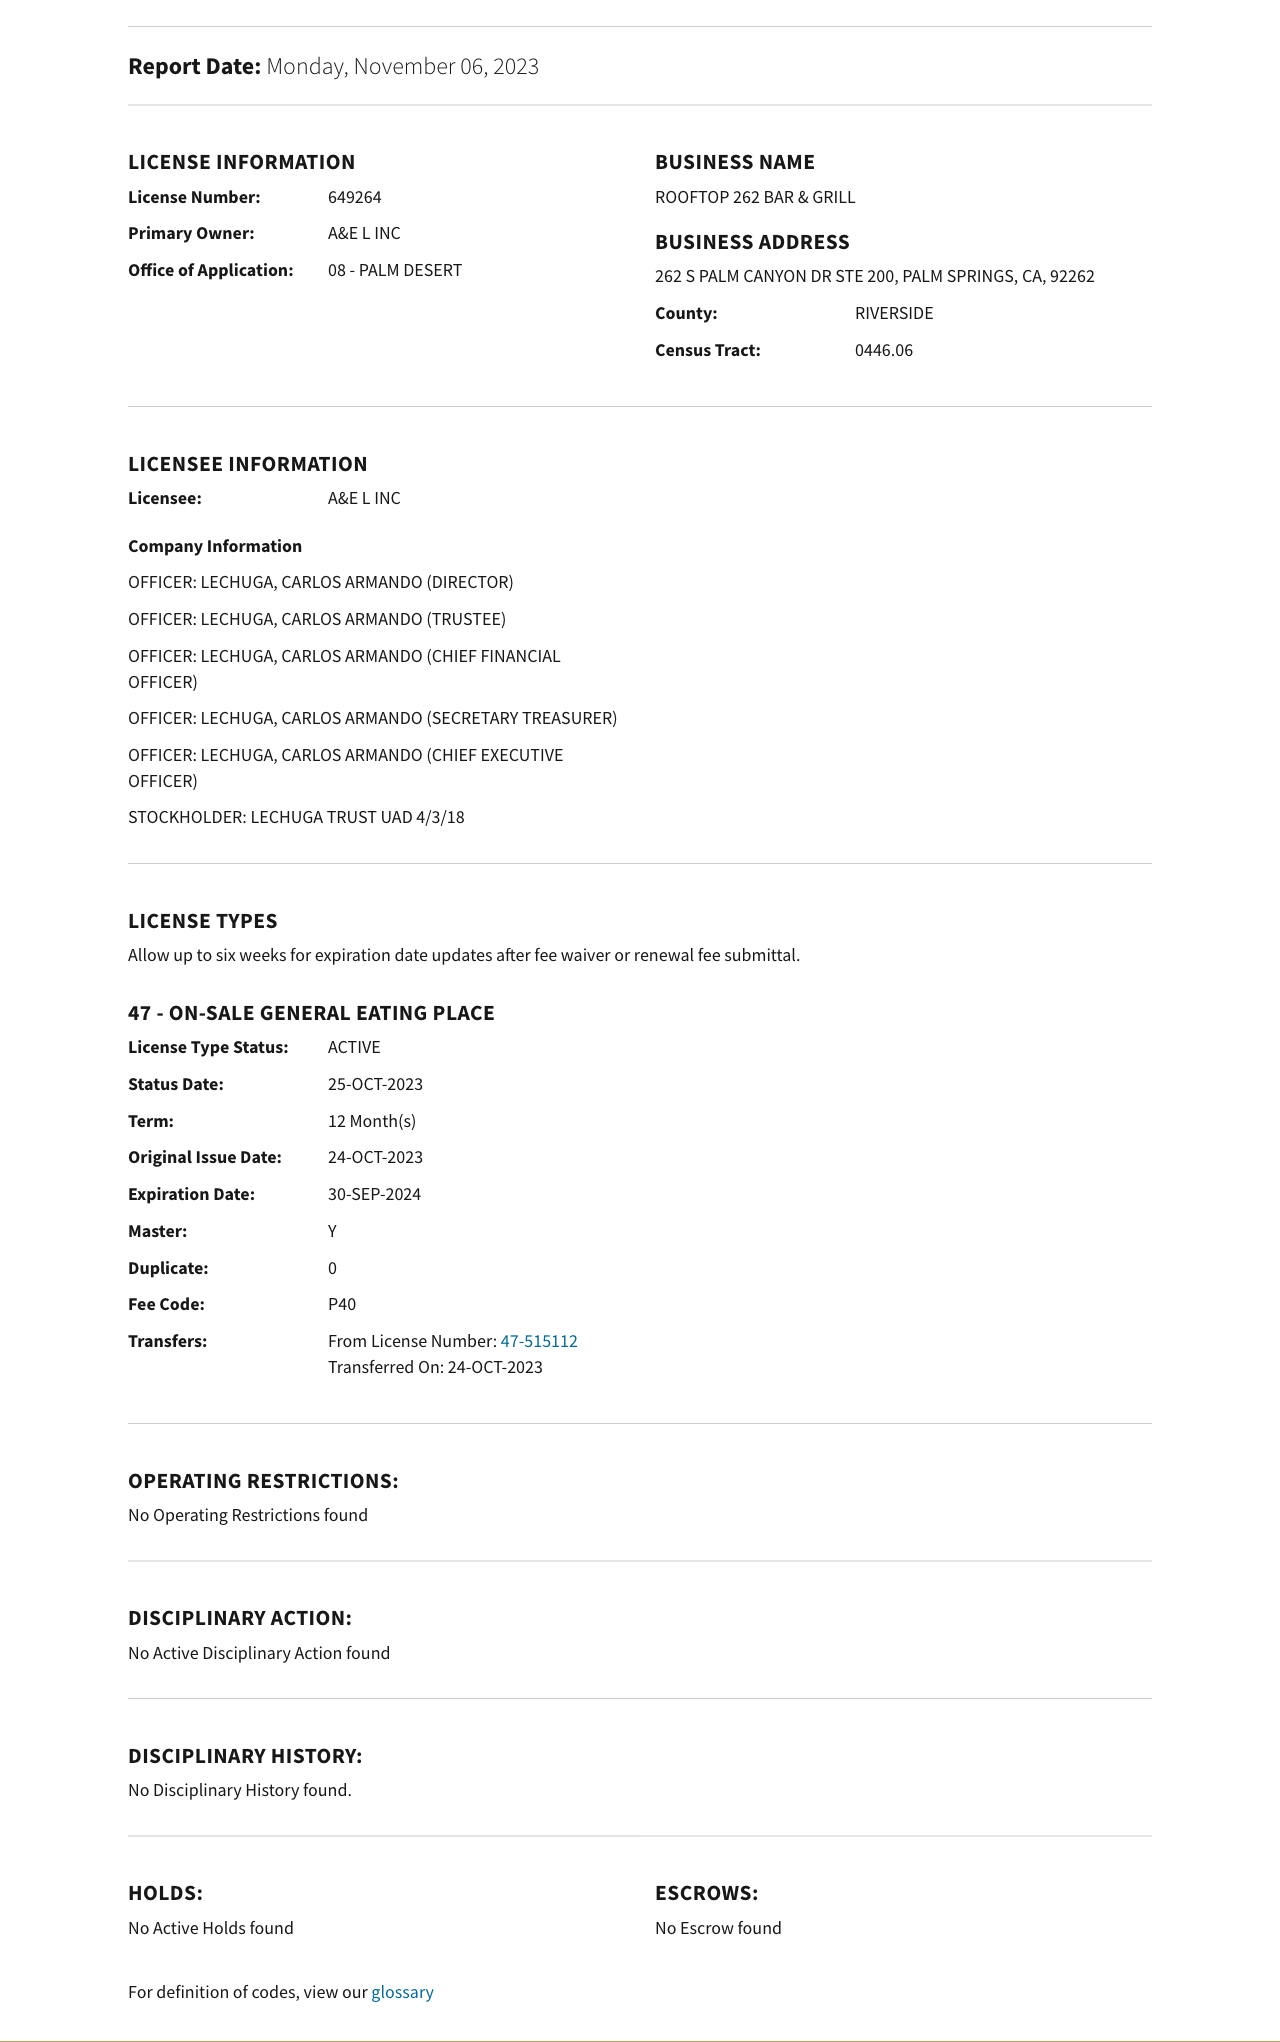 Report Date: Monday, November 06, 2023
LICENSE INFORMATION
License Number: 649264
Primary Owner: A&E L INC
Office of Application: 08 - PALM DESERT
BUSINESS NAME
ROOFTOP 262 BAR & GRILL
BUSINESS ADDRESS
262 S PALM CANYON DR STE 200, PALM SPRINGS, CA, 92262
County: RIVERSIDE
Census Tract: 0446.06
LICENSEE INFORMATION
Licensee: A&E L INC
Company Information
OFFICER: LECHUGA, CARLOS ARMANDO (DIRECTOR)
OFFICER: LECHUGA, CARLOS ARMANDO (TRUSTEE)
OFFICER: LECHUGA, CARLOS ARMANDO (CHIEF FINANCIAL
OFFICER)
OFFICER: LECHUGA, CARLOS ARMANDO (SECRETARY TREASURER)
OFFICER: LECHUGA, CARLOS ARMANDO (CHIEF EXECUTIVE
OFFICER)
STOCKHOLDER: LECHUGA TRUST UAD 4/3/18
LICENSE TYPES
Allow up to six weeks for expiration date updates after fee waiver or renewal fee submittal.
47 - ON-SALE GENERAL EATING PLACE
License Type Status: ACTIVE
Status Date: 25-OCT-2023
Term: 12 Month(s)
Original Issue Date: 24-OCT-2023
Expiration Date: 30-SEP-2024
Master: Y
Duplicate: 0
Fee Code: P40
Transfers: From License Number: 47-515112
Transferred On: 24-OCT-2023
OPERATING RESTRICTIONS:
No Operating Restrictions found
DISCIPLINARY ACTION:
No Active Disciplinary Action found
DISCIPLINARY HISTORY:
No Disciplinary History found.
HOLDS:
No Active Holds found
ESCROWS:
No Escrow found
For definition of codes, view our glossary